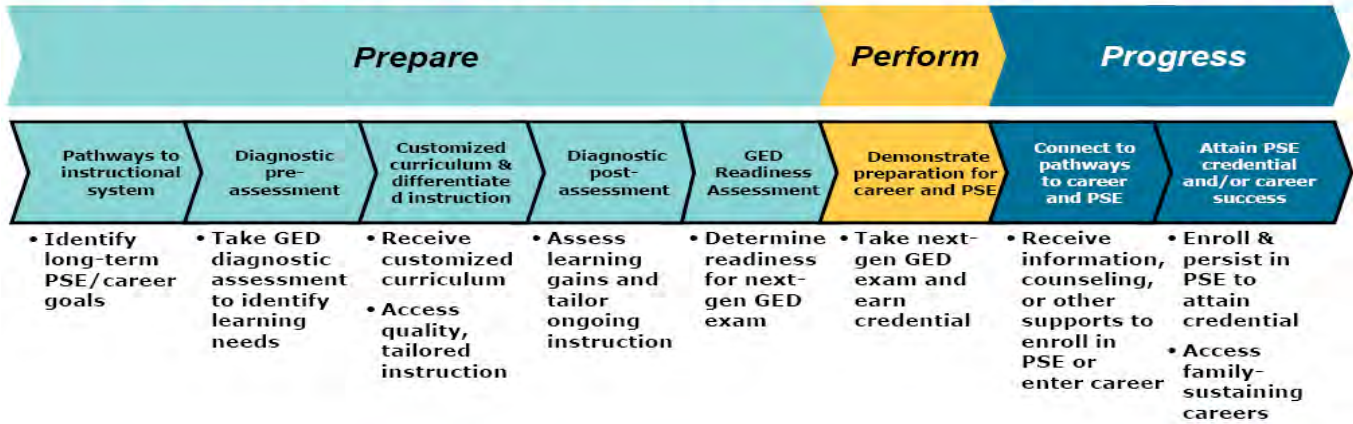 Prepare
Perform
Progress
Pathways to
instructional
system
Diagnostic
pre-
assessment
Customized
curriculum &
differentiate
d instruction
Diagnostic
post-
assessment
GED
Readiness
Assessment
Demonstrate
preparation for
career and PSE
Connect to
pathways
to career
and PSE
Attain PSE
credential
and/or career
success
• Identify
long-term
PSE/career
goals
• Take GED
diagnostic
assessment
to identify
learning
needs
• Receive
customized
curriculum
• Access
quality,
tailored
instruction
• Assess
learning
gains and
tailor
ongoing
instruction
• Determine
readiness
for next-
gen GED
exam
• Take next-
gen GED
exam and
earn
credential
• Receive
information,
counseling,
or other
supports to
enroll in
PSE or
enter career
• Enroll &
persist in
PSE to
attain
credential
• Access
family-
sustaining
careers